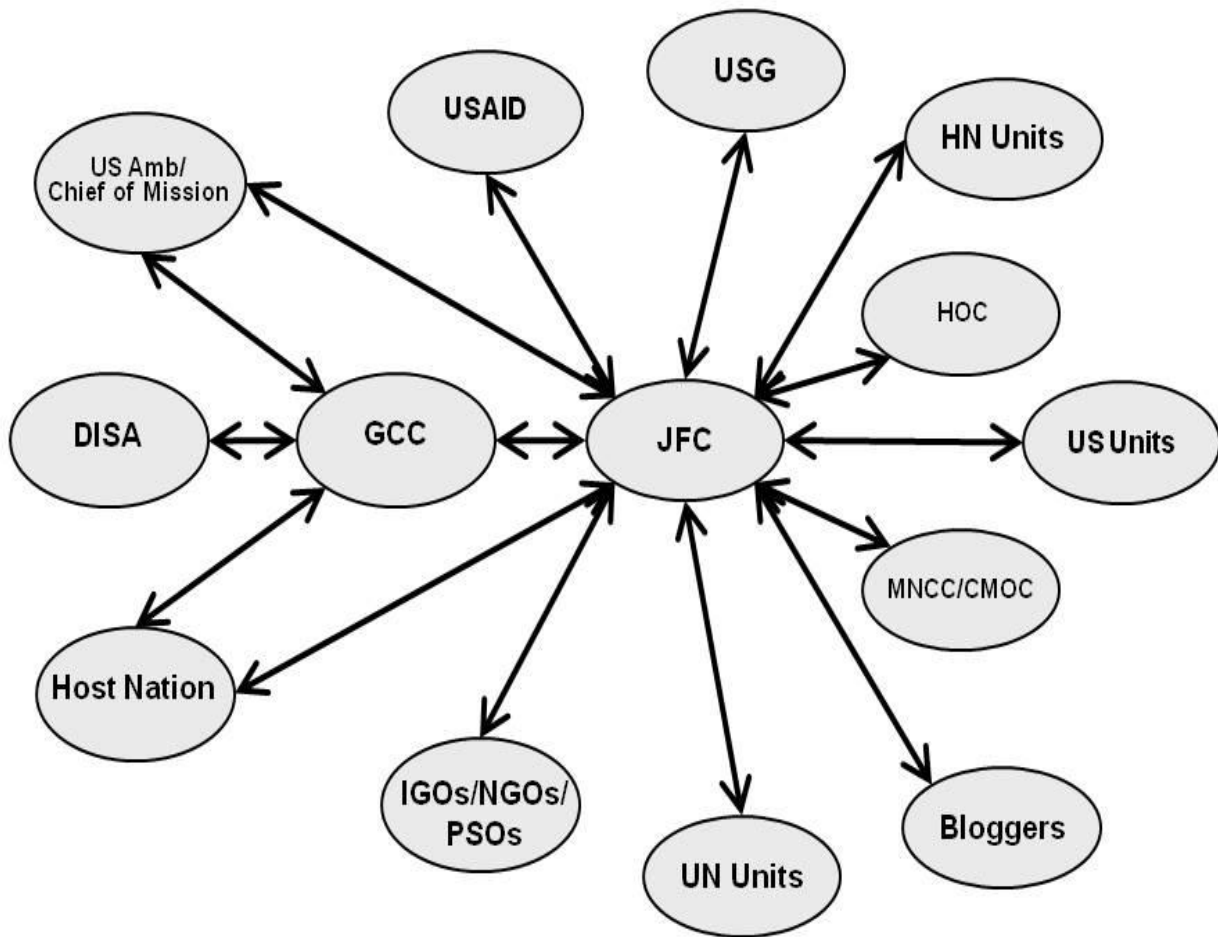 USG
USAID
HN Units
US Amb/
Chief of Mission
HOC
DISA
GCC
JFC
US Units
MNCC/CMOC
Host Nation
IGOs/NGOs/
PSOs
Bloggers
UN Units